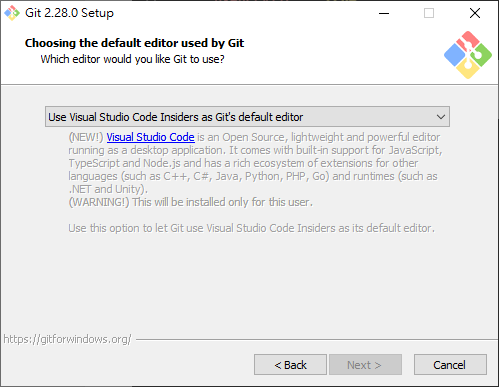 Git 2.28.0 Setup
Choosing the default editor used by Git
Which editor would you like Git to use?
Use Visual Studio Code Insiders as Git's default editor
(NEW!) Visual Studio Code is an Open Source, lightweight and powerful editor
running as a desktop application. It comes with built-in support for JavaScript,
TypeScript and Node.js and has a rich ecosystem of extensions for other
languages (such as C++, C#, Java, Python, PHP, Go) and runtimes (such as
.NET and Unity).
(WARNING!) This will be installed only for this user.
Use this option to let Git use Visual Studio Code Insiders as its default editor.
https://gitforwindows.org/
< Back
Next >
Cancel